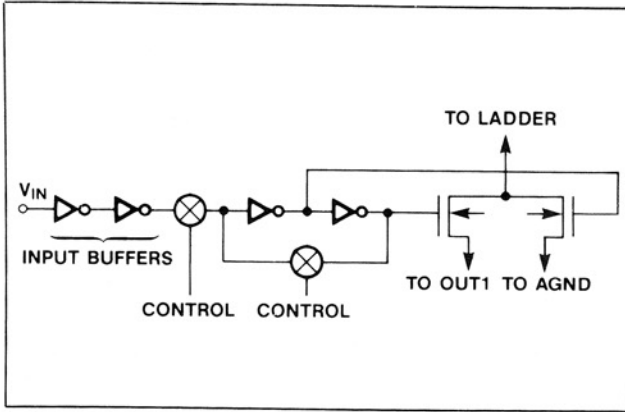 TO LADDER
VIN
INPUT BUFFERS
CONTROL CONTROL
TO OUT1 TO AGND